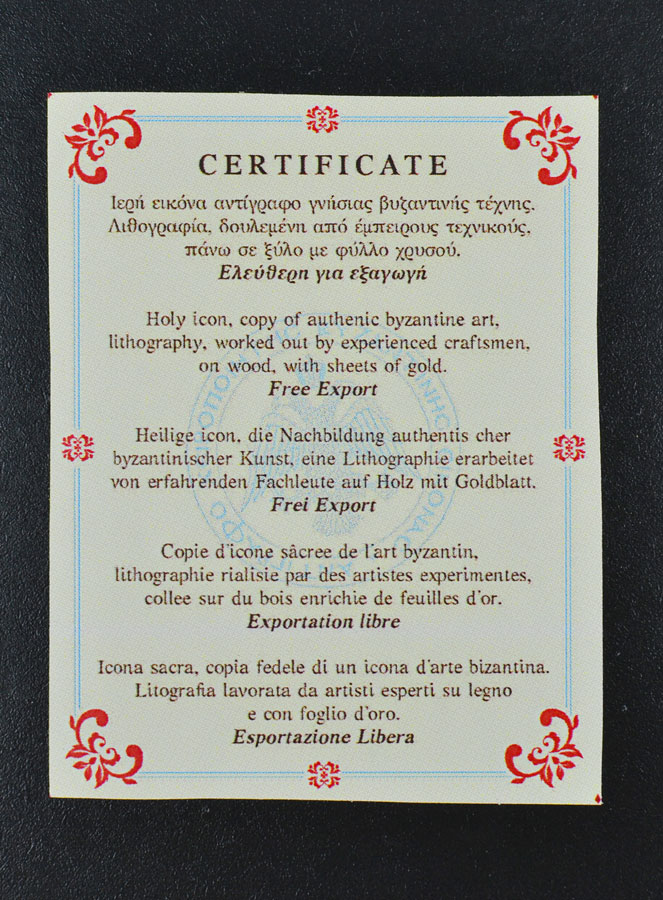 CERTIFICATE
Ιερή εικόνα αντίγραφο γνήσιας βυζαντινής τέχνης.
Λιθογραφία, δουλεμένη από έμπειρους τεχνικούς,
πάνω σε ξύλο με φύλλο χρυσού.
Ελεύθερη για εξαγωγή
Holy icon, copy of authenic byzantine art,
lithography, worked out by experienced craftsmen,
on wood, with sheets of gold.
Free Export
Heilige icon, die Nachbildung authentis cher
byzantinischer Kunst, eine Lithographie erarbeitet
von erfahrenden Fachleute auf Holz mit Goldblatt.
Frei Export
Copie d'icone sâcree de l'art byzantin,
lithographie rialisie par des artistes experimentes,
collee sur du bois enrichie de feuilles d'or.
Exportation libre
Icona sacra, copia fedele di un icona d'arte bizantina.
Litografia lavorata da artisti esperti su legno
e con foglio d'oro.
Esportazione Libera